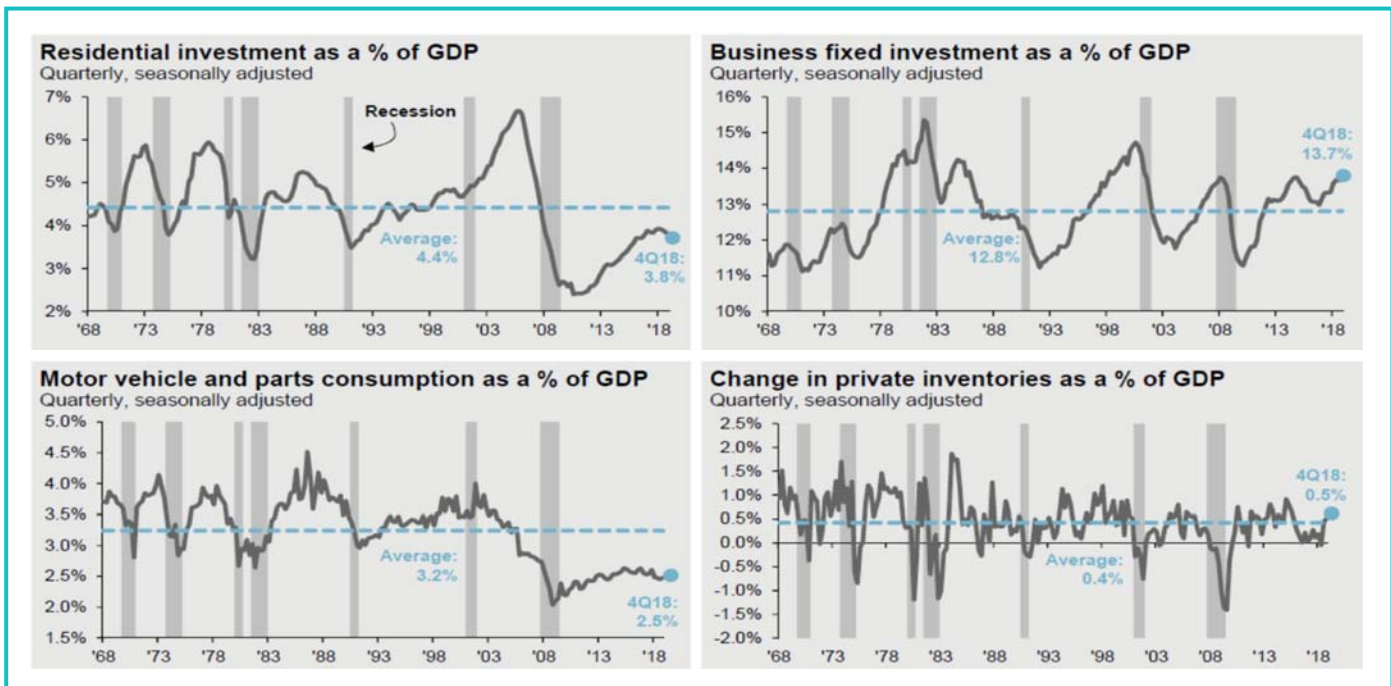 Residential investment as a % of GDP
Quarterly, seasonally adjusted
7%
6%
5%
4%
3%
2%
Recession
Average:
4.4%
4Q18:
3.8%
'68 '73 '78 '83 '88 '93 '98 '03 '08 '13 '18
Business fixed investment as a % of GDP
Quarterly, seasonally adjusted
16%
15%
14%
13%
12%
11%
10%
4Q18:
13.7%
Average:
12.8%
'68 '73 '78 '83 '88 '93 '98 '03 '08 '13 '18
Motor vehicle and parts consumption as a % of GDP
Quarterly, seasonally adjusted
5.0%
4.5%
4.0%
3.5%
3.0%
2.5%
2.0%
1.5%
Average:
3.2%
4Q18:
2.5%
'68 '73 '78 '83 '88 '93 '98 '03 '08 '13 '18
Change in private inventories as a % of GDP
Quarterly, seasonally adjusted
2.5%
2.0%
1.5%
1.0%
0.5%
0.0%
-0.5%
-1.0%
-1.5%
-2.0%
4Q18:
0.5%
Average:
0.4%
'68 '73 '78 '83 '88 '93 '98 '03 '08 '13 '18